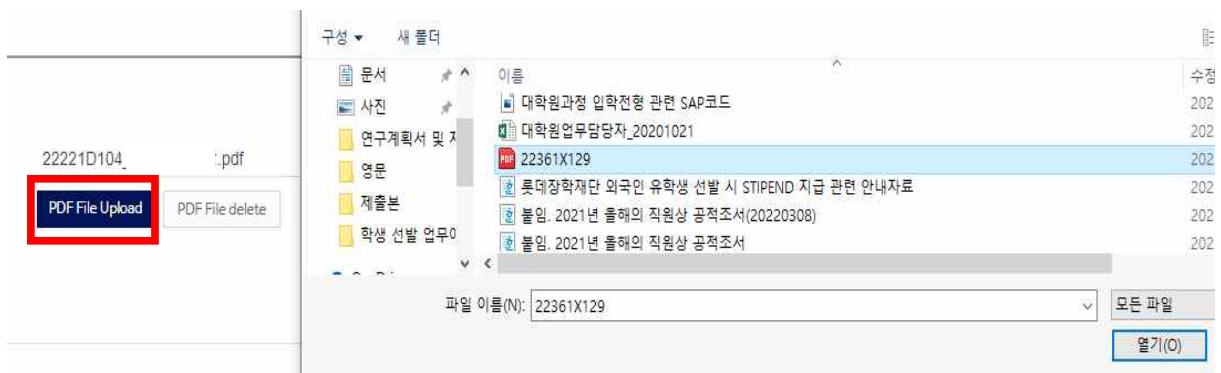 22221D104_ .pdf
PDF File Upload
PDF File delete
구성
새 폴더
문서
사진
연구계획서 및
영문
제출본
학생 선발 업무
이름
수정
대학원과정 입학전형 관련 SAP코드
202
대학원업무담당자_20201021
202
22361X129
202
롯데장학재단 외국인 유학생 선발 시 STIPEND 지급 관련 안내자료
202
붙임. 2021년 올해의 직원상 공적조서(20220308)
202
붙임. 2021년 올해의 직원상 공적조서
202
파일 이름(N): 22361X129
모든 파일
열기(O)